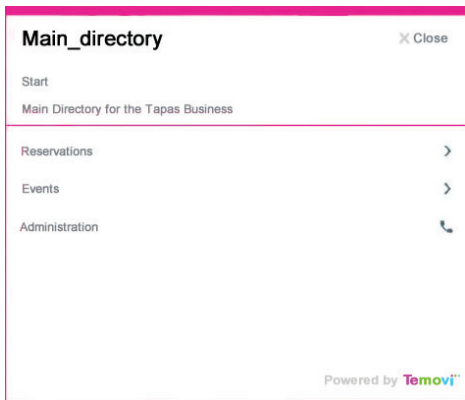 Main_directory
Close
Start
Main Directory for the Tapas Business
Reservations
Events
Administration
Powered by Temovi